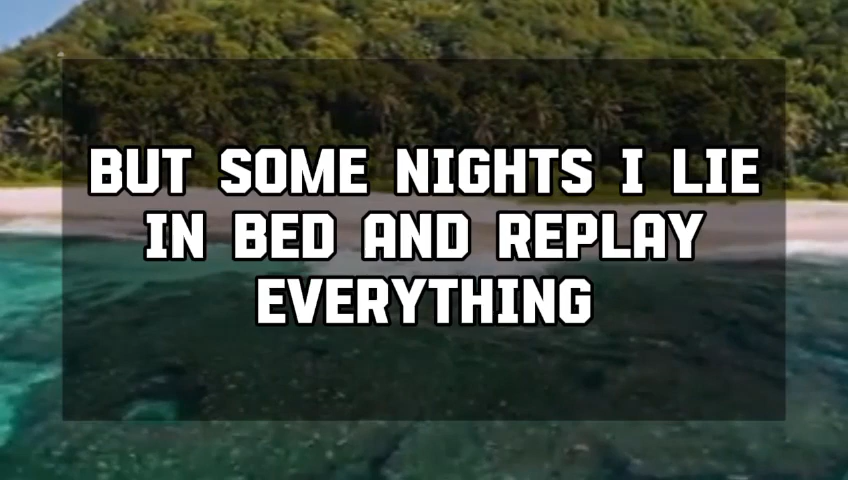 BUT SOME NIGHTS I LIE
IN BED AND REPLAY
EVERYTHING